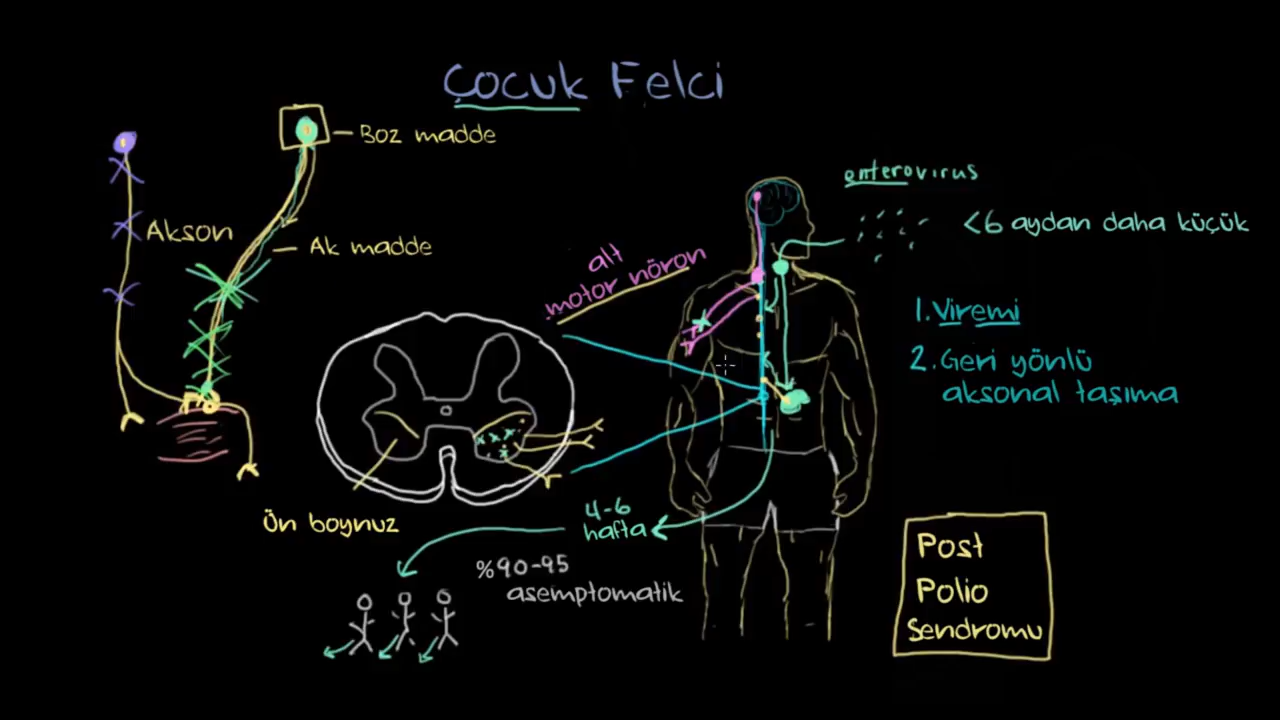 Çocuk Felci
Boz madde
Akson
Ak madde
alt
motor nöron
enterovirus
<6 aydan daha küçük
1. Viremi
2. Geri yönlü
aksonal taşıma
Ün boynuz
4-6
hafta
%90-95
asemptomatik
Post
Polio
Sendromu